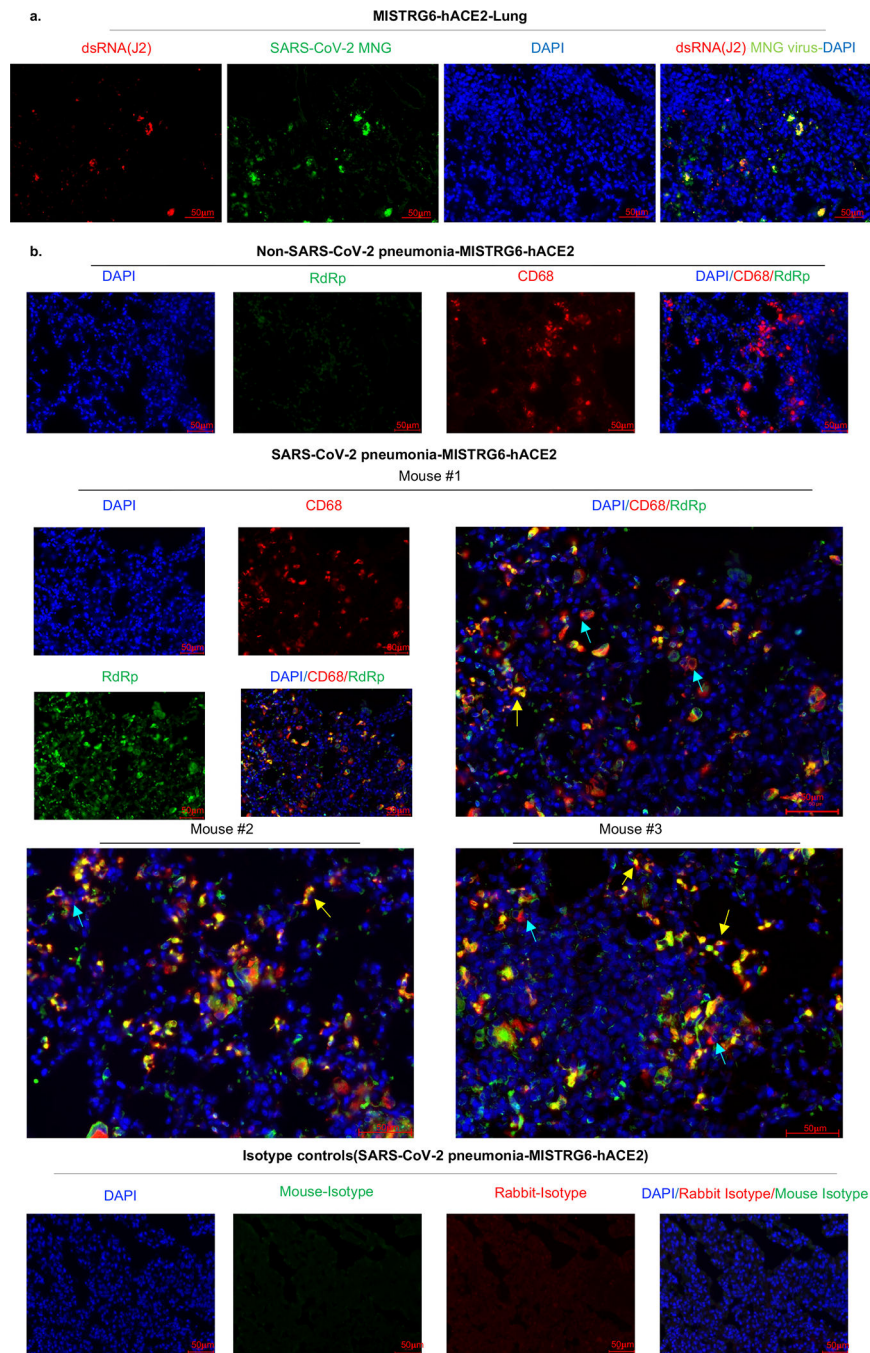 a.
MISTRG6-hACE2-Lung
dsRNA(J2) SARS-CoV-2 MNG DAPI dsRNA(J2) MNG virus-DAPI
50µm 50µm 50µm 50µm
b.
Non-SARS-CoV-2 pneumonia-MISTRG6-hACE2
DAPI RdRp CD68 DAPI/CD68/RdRp
50µm 50µm 50µm 50µm
SARS-CoV-2 pneumonia-MISTRG6-hACE2
Mouse #1
DAPI CD68 DAPI/CD68/RdRp
50µm 50µm
RdRp DAPI/CD68/RdRp
50µm 50µm 50µm
Mouse #2 Mouse #3
50µm 50µm
Isotype controls(SARS-CoV-2 pneumonia-MISTRG6-hACE2)
DAPI Mouse-Isotype Rabbit-Isotype DAPI/Rabbit Isotype/Mouse Isotype
50µm 50µm 50µm 50µm